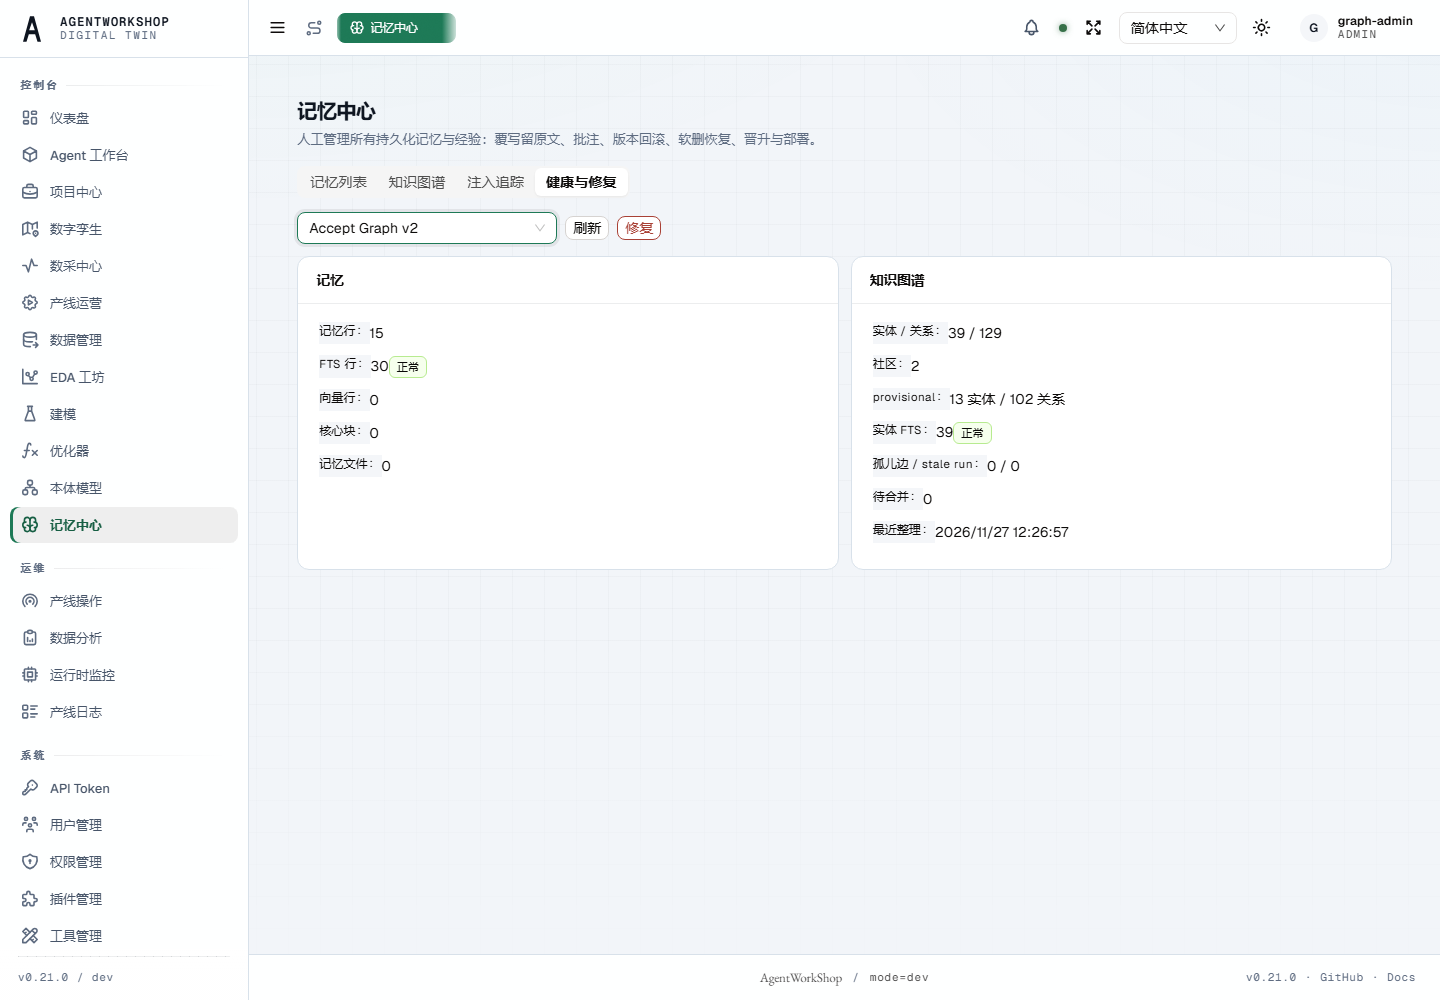 AGENTWORKSHOP
DIGITAL TWIN
控制台
仪表盘
Agent 工作台
项目中心
数字孪生
数采中心
产线运营
数据管理
EDA 工坊
建模
优化器
本体模型
记忆中心
运维
产线操作
数据分析
运行时监控
产线日志
系统
API Token
用户管理
权限管理
插件管理
工具管理
v0.21.0 / dev
记忆中心
简体中文
G
graph-admin
ADMIN
记忆中心
人工管理所有持久化记忆与经验：覆写留原文、批注、版本回滚、软删恢复、晋升与部署。
记忆列表 知识图谱 注入追踪 健康与修复
Accept Graph v2 刷新 修复
记忆
记忆行：15
FTS 行：30 正常
向量行：0
核心块：0
记忆文件：0
知识图谱
实体 / 关系：39 / 129
社区：2
provisional：13 实体 / 102 关系
实体 FTS：39 正常
孤儿边 / stale run：0 / 0
待合并：0
最近整理：2026/11/27 12:26:57
AgentWorkShop / mode=dev
v0.21.0 · GitHub · Docs